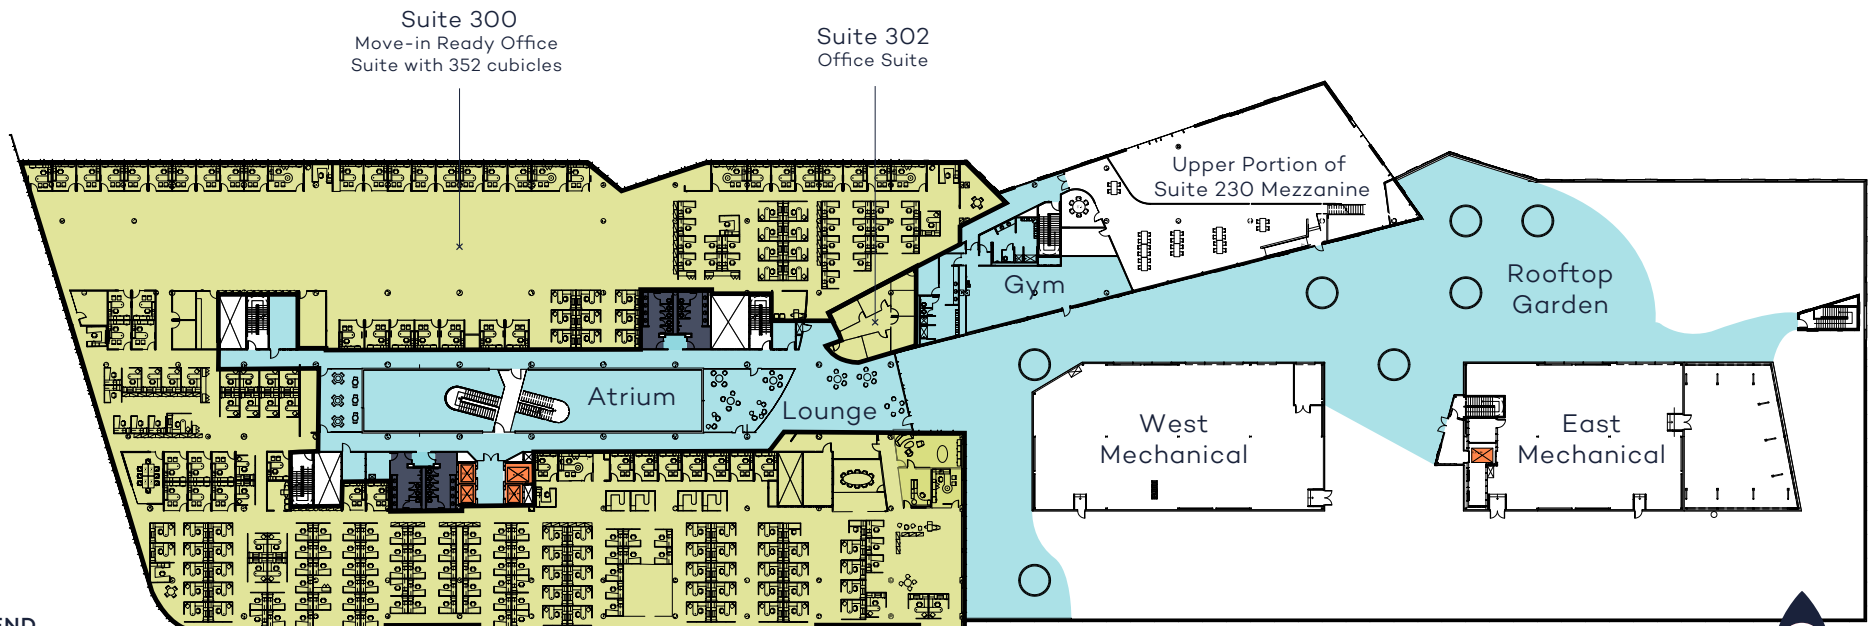 Suite 300
Move-in Ready Office
Suite with 352 cubicles
Suite 302
Office Suite
Upper Portion of
Suite 230 Mezzanine
Gym
Rooftop
Garden
Atrium
Lounge
West
Mechanical
East
Mechanical